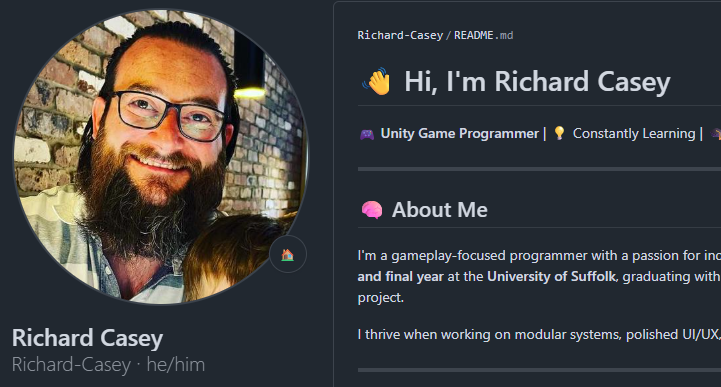 Richard-Casey/README.md
👋 Hi, I'm Richard Casey
🎮 Unity Game Programmer | 💡 Constantly Learning |
🧠 About Me
I'm a gameplay-focused programmer with a passion for
and final year at the University of Suffolk, graduating with
project.
I thrive when working on modular systems, polished UI/UX,
Richard Casey
Richard-Casey · he/him